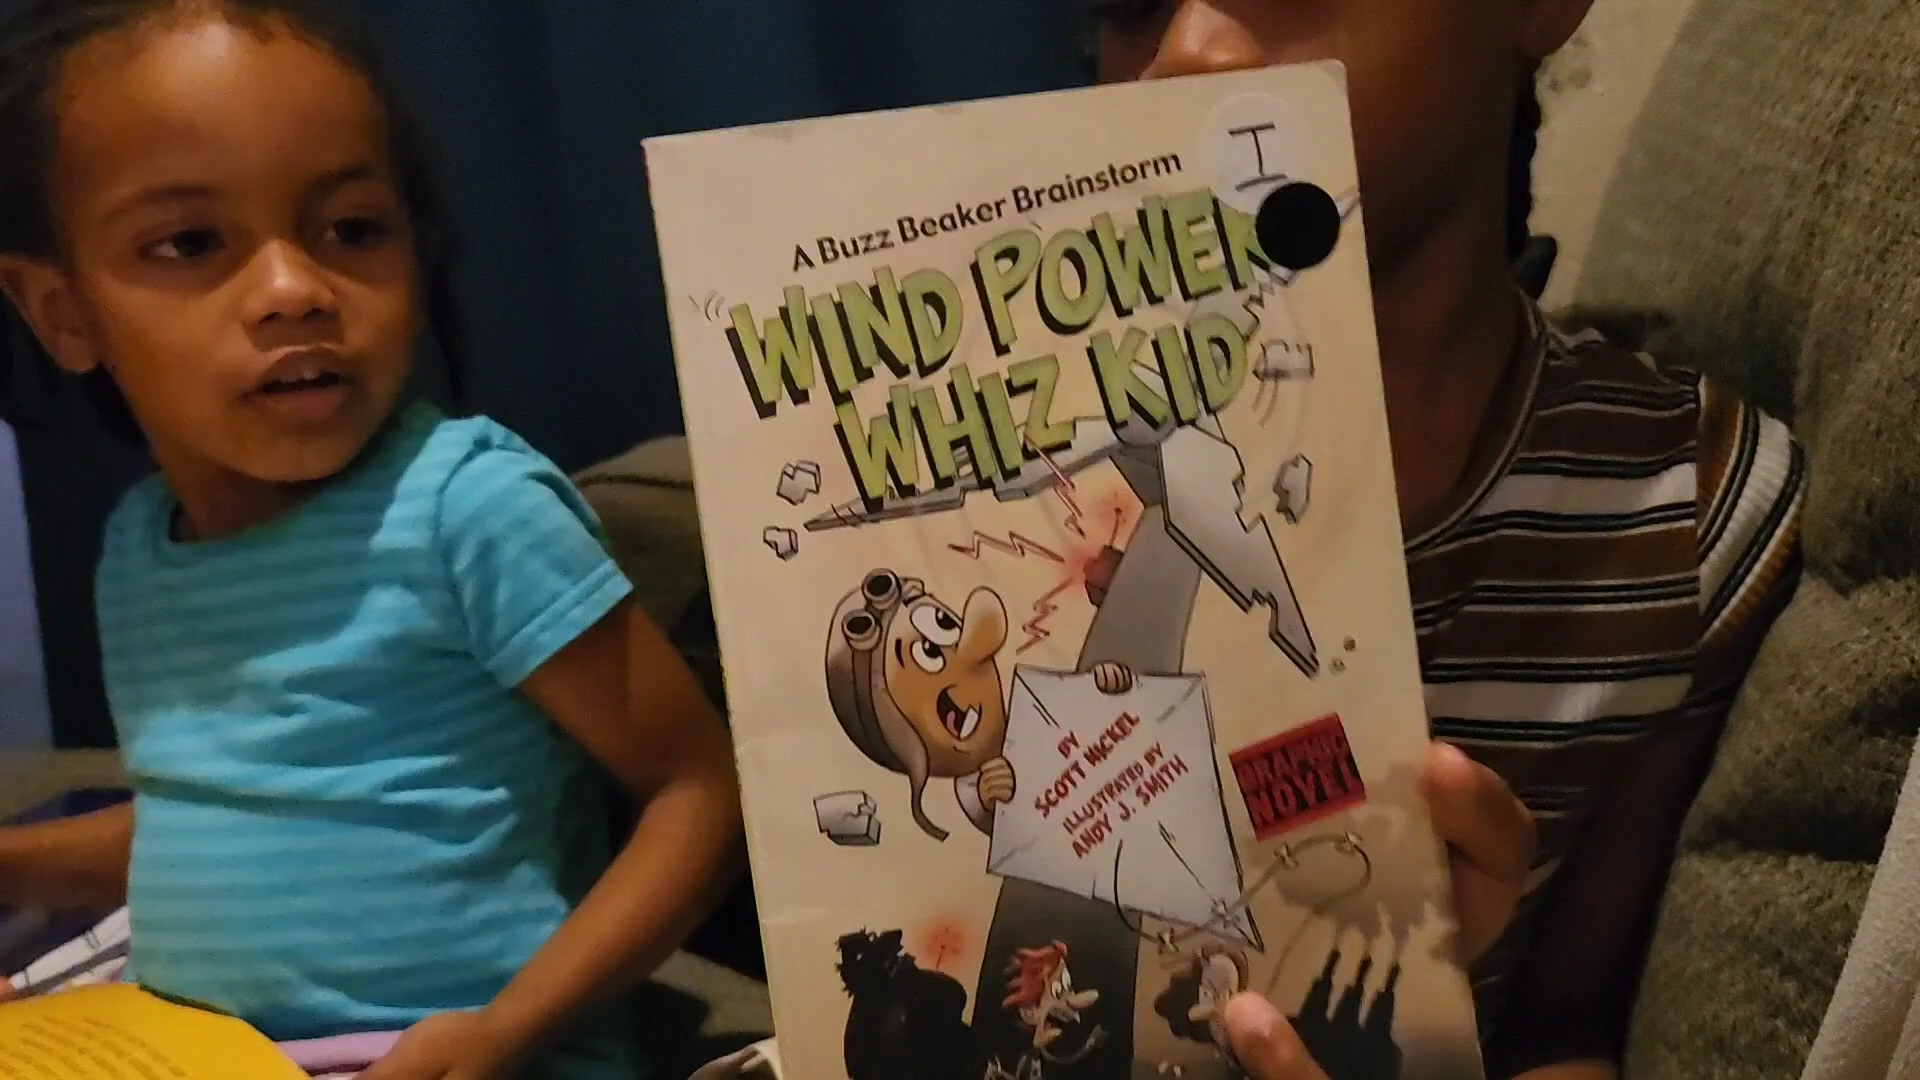 I
A Buzz Beaker Brainstorm
WIND POWER
WHIZ KID
BY
SCOTT NICKEL
ILLUSTRATED BY
ANDY J. SMITH
GRAPHIC
NOVEL